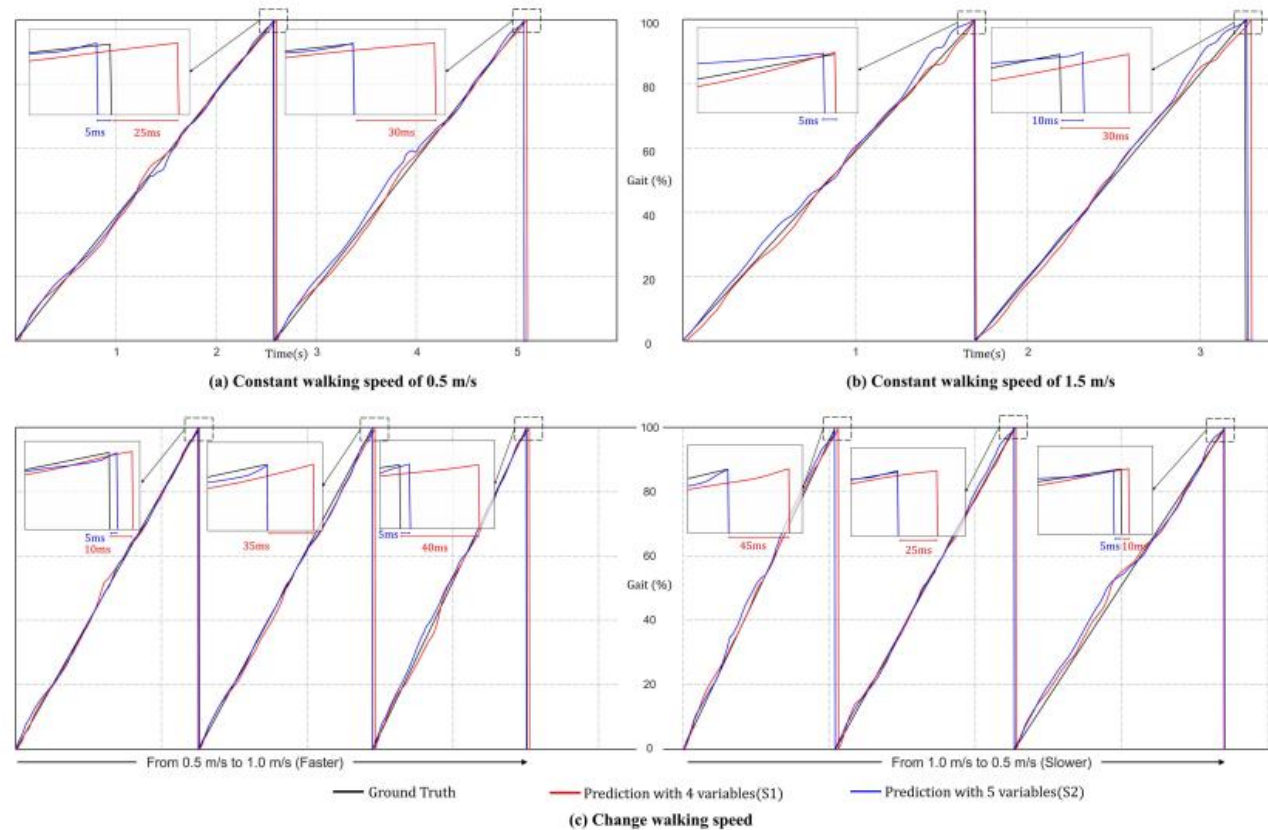 100
80
60
Gait (%)
40
20
0
5ms
25ms
30ms
1
2
3
4
5
Time(s)
(a) Constant walking speed of 0.5 m/s
5ms
10ms
30ms
1
2
3
Time(s)
(b) Constant walking speed of 1.5 m/s
100
80
60
Gait (%)
40
20
0
5ms
10ms
35ms
5ms
40ms
From 0.5 m/s to 1.0 m/s (Faster)
45ms
25ms
5ms 10ms
From 1.0 m/s to 0.5 m/s (Slower)
Ground Truth
Prediction with 4 variables(S1)
Prediction with 5 variables(S2)
(c) Change walking speed